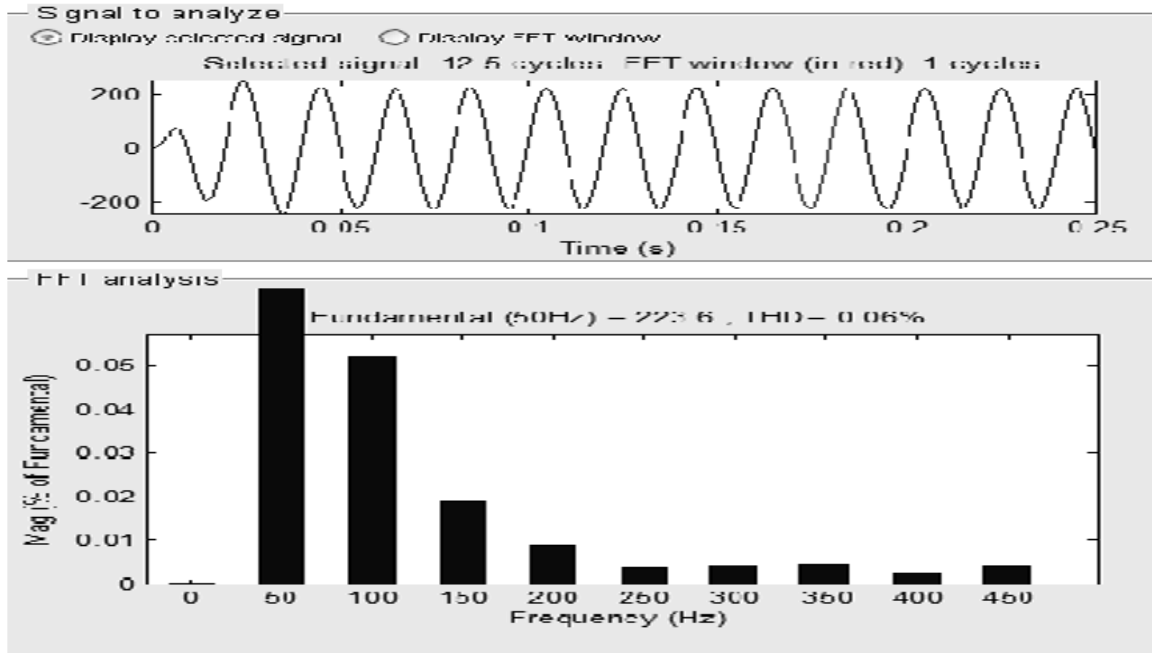 Signal to analyze
Display selected signal Display FFT window
Selected signal 12.5 cycles FFT window (in red) 1 cycles
200
0
-200
0 0.05 0.1 0.15 0.2 0.25
Time (s)
FFT analysis
Fundamental (50Hz) = 223.6 , THD= 0.06%
0.05
0.04
0.03
0.02
0.01
0
Mag (% of Fundamental)
0 50 100 150 200 250 300 350 400 450
Frequency (Hz)